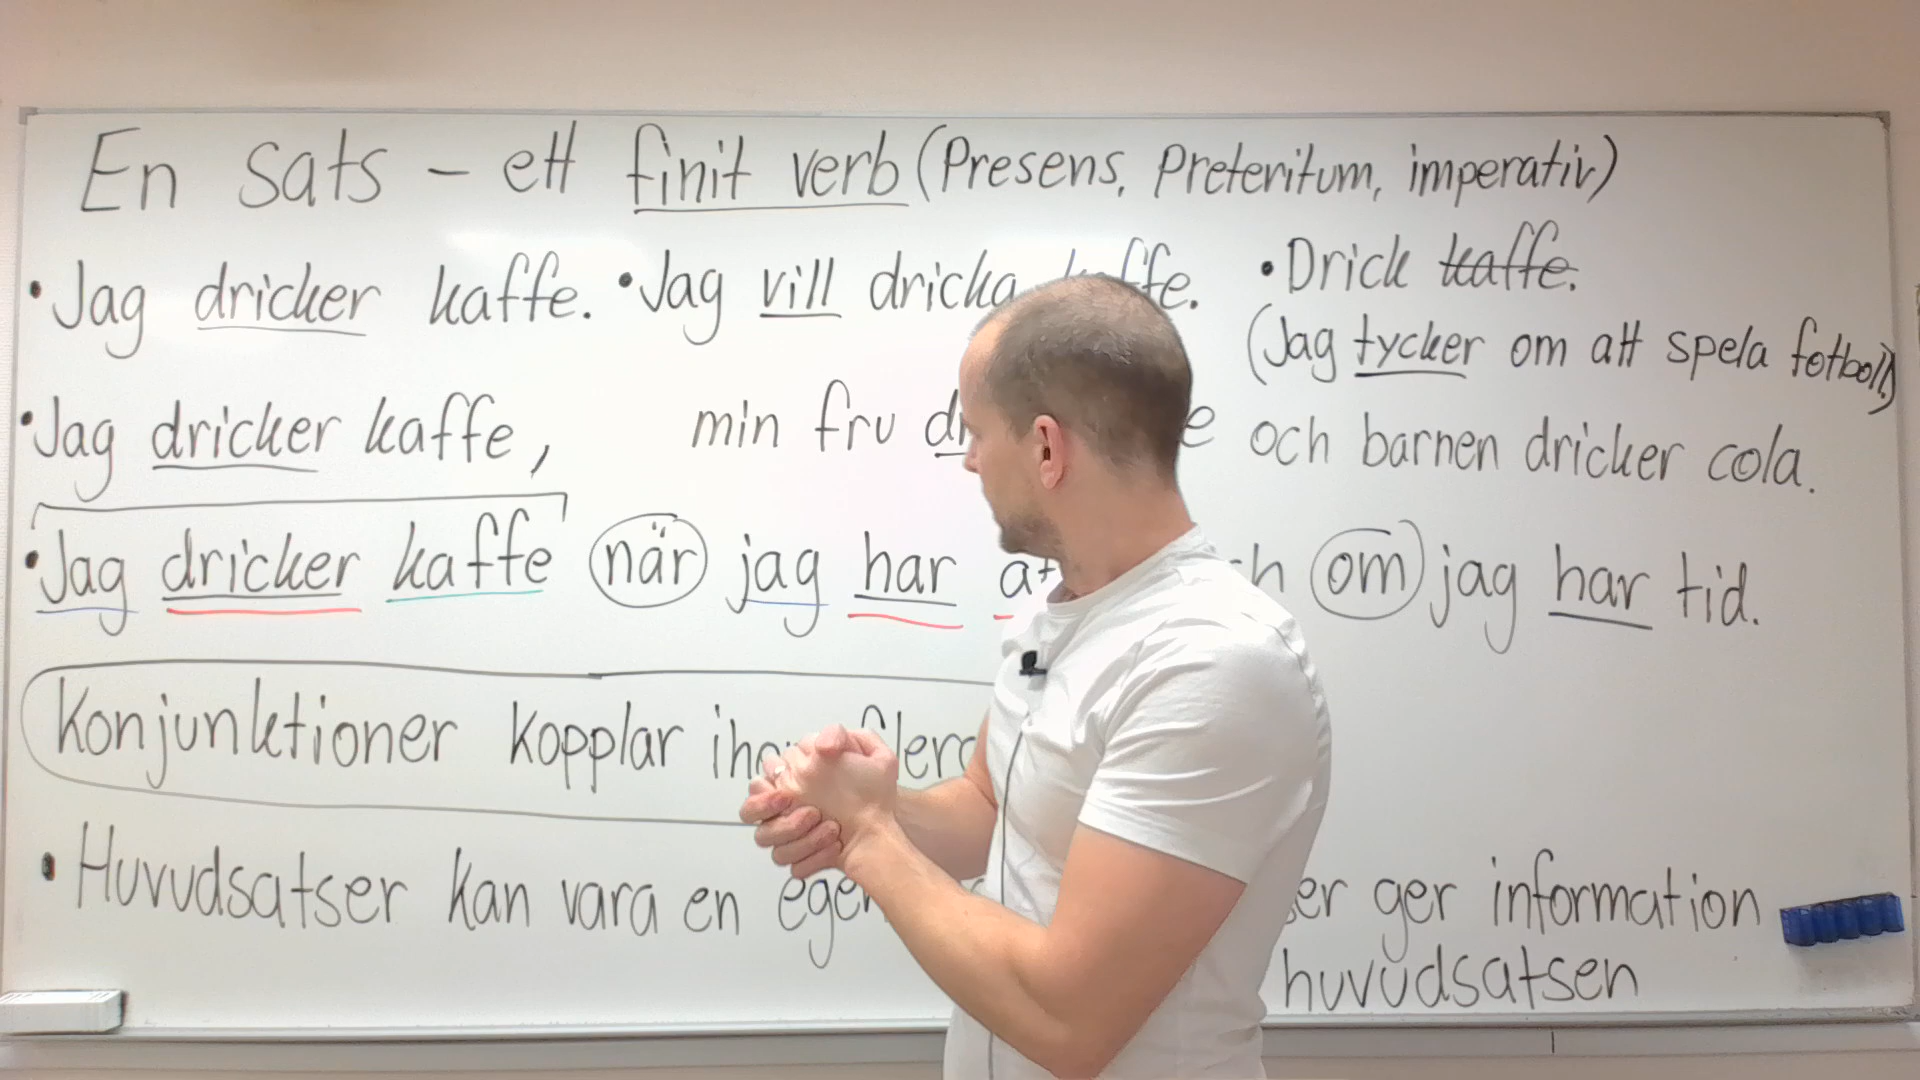 En sats – ett finit verb (Presens, Preteritum, imperativ)
• Jag dricker kaffe. • Jag vill dricka kaffe. • Drick kaffe.
(Jag tycker om att spela fotboll.)
• Jag dricker kaffe, min fru och barnen dricker cola.
• Jag dricker kaffe när jag har om jag har tid.
Konjunktioner kopplar
• Huvudsatser kan vara en ger information
huvudsatsen